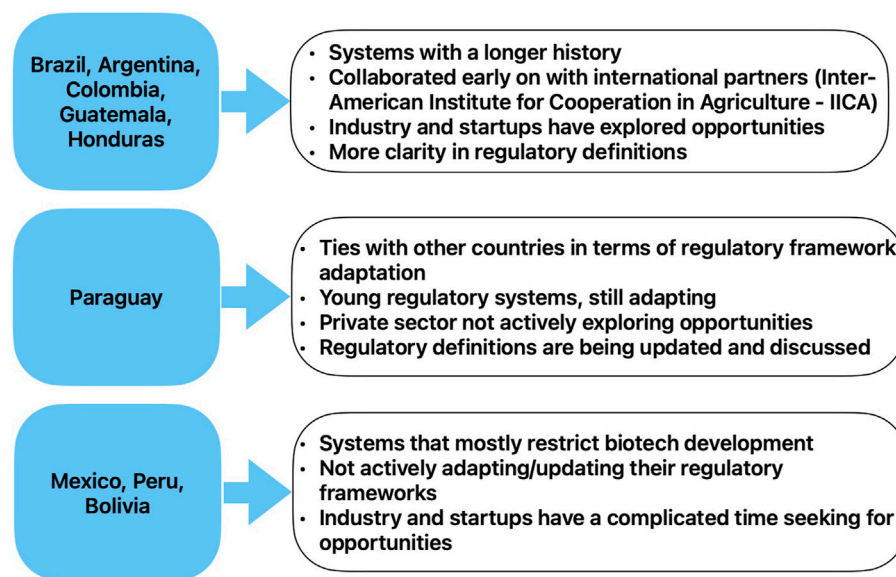 Brazil, Argentina,
Colombia,
Guatemala,
Honduras
• Systems with a longer history
• Collaborated early on with international partners (Inter-
American Institute for Cooperation in Agriculture - IICA)
• Industry and startups have explored opportunities
• More clarity in regulatory definitions
Paraguay
• Ties with other countries in terms of regulatory framework
adaptation
• Young regulatory systems, still adapting
• Private sector not actively exploring opportunities
• Regulatory definitions are being updated and discussed
Mexico, Peru,
Bolivia
• Systems that mostly restrict biotech development
• Not actively adapting/updating their regulatory
frameworks
• Industry and startups have a complicated time seeking for
opportunities